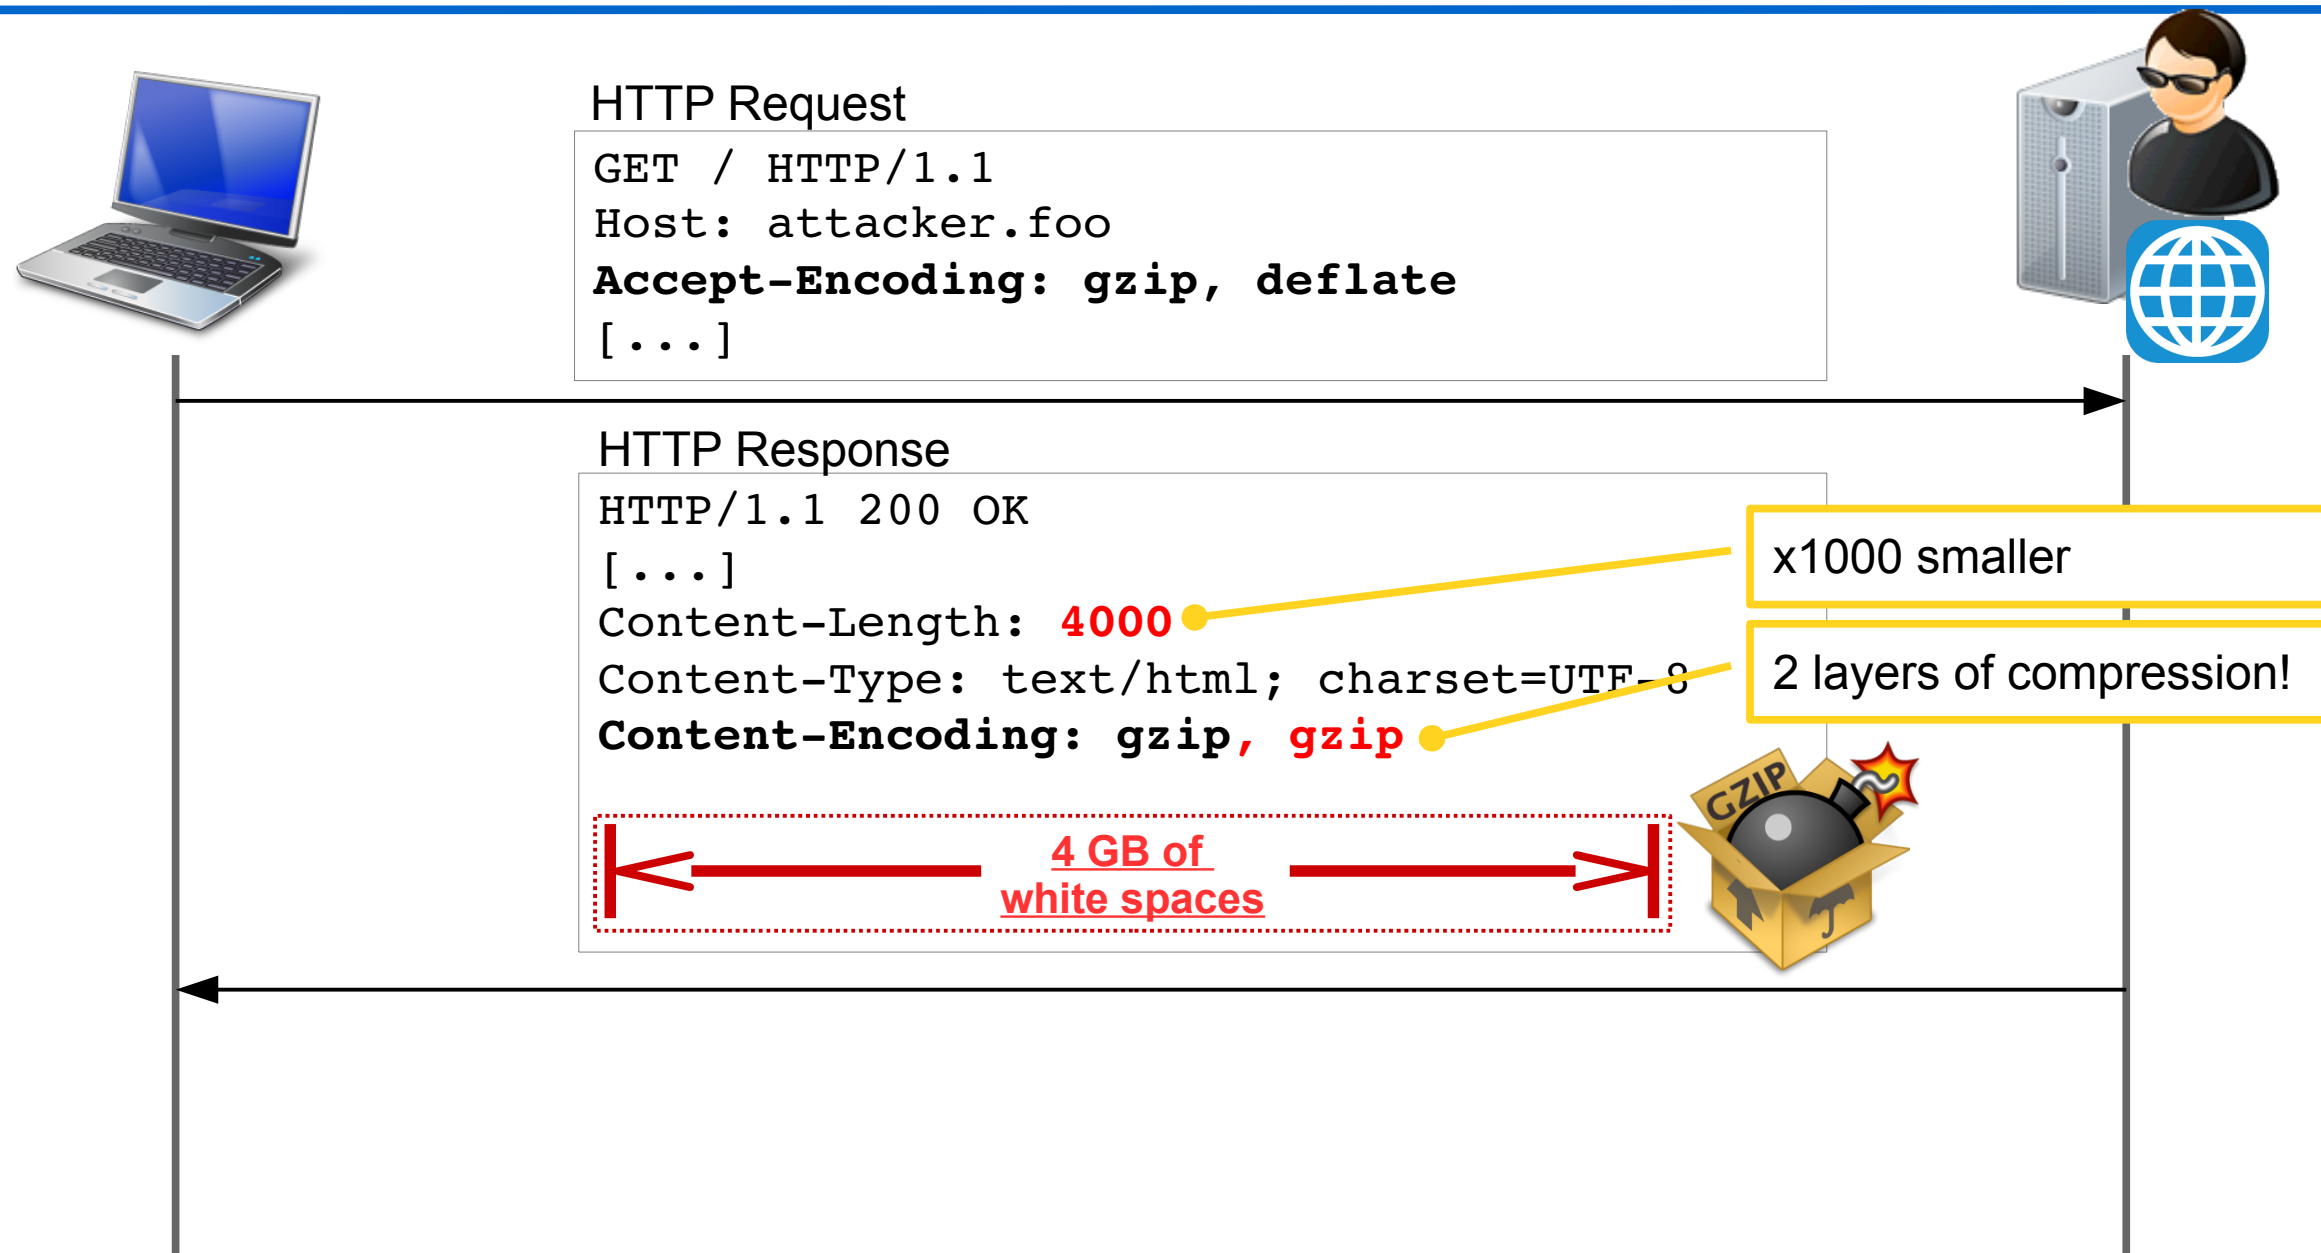 HTTP Request
GET / HTTP/1.1
Host: attacker.foo
Accept-Encoding: gzip, deflate
[...]
HTTP Response
HTTP/1.1 200 OK
[...]
Content-Length: 4000
x1000 smaller
Content-Type: text/html; charset=UTF-8
2 layers of compression!
Content-Encoding: gzip, gzip
GZIP
4 GB of
white spaces